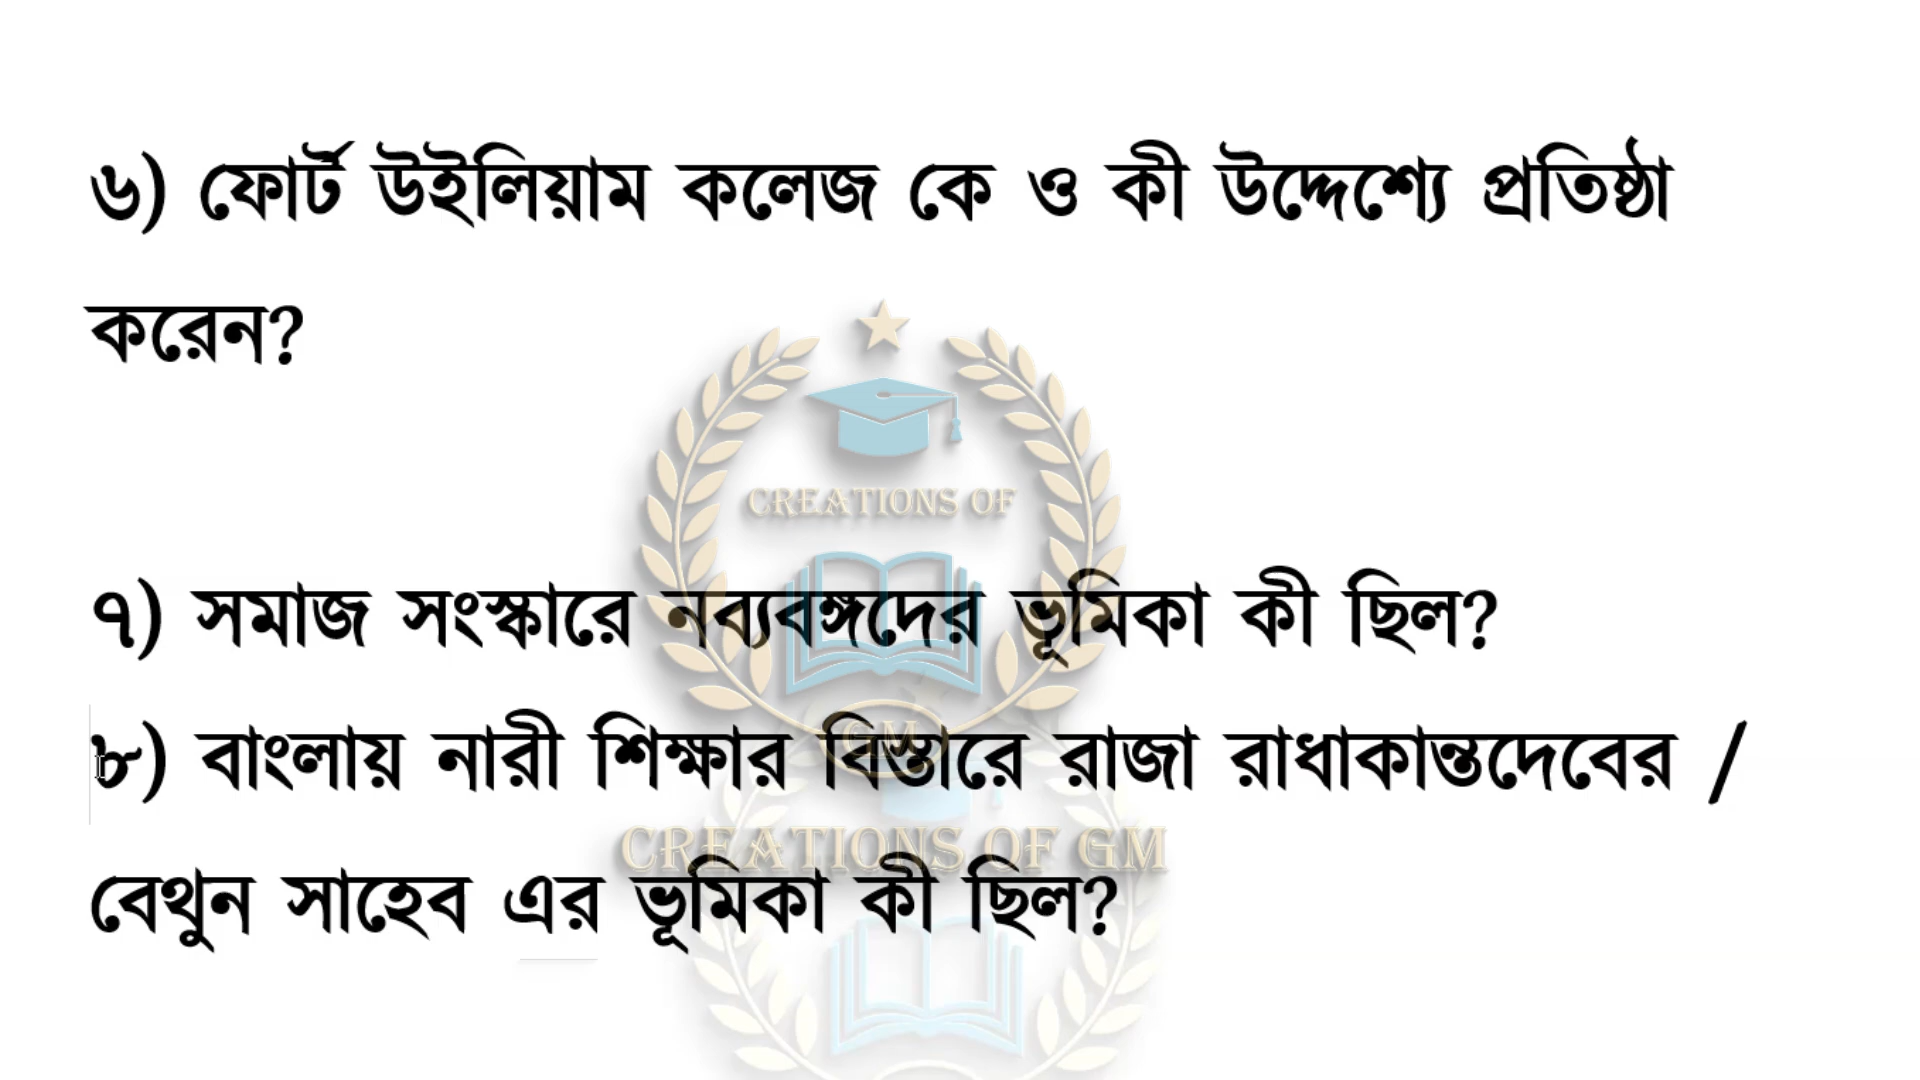 ৬) ফোর্ট উইলিয়াম কলেজ কে ও কী উদ্দেশ্যে প্রতিষ্ঠা
করেন?
CREATIONS OF
৭) সমাজ সংস্কারে নব্যবঙ্গদের ভূমিকা কী ছিল?
GM
৮) বাংলায় নারী শিক্ষার বিস্তারে রাজা রাধাকান্তদেবের /
CREATIONS OF GM
বেথুন সাহেব এর ভূমিকা কী ছিল?